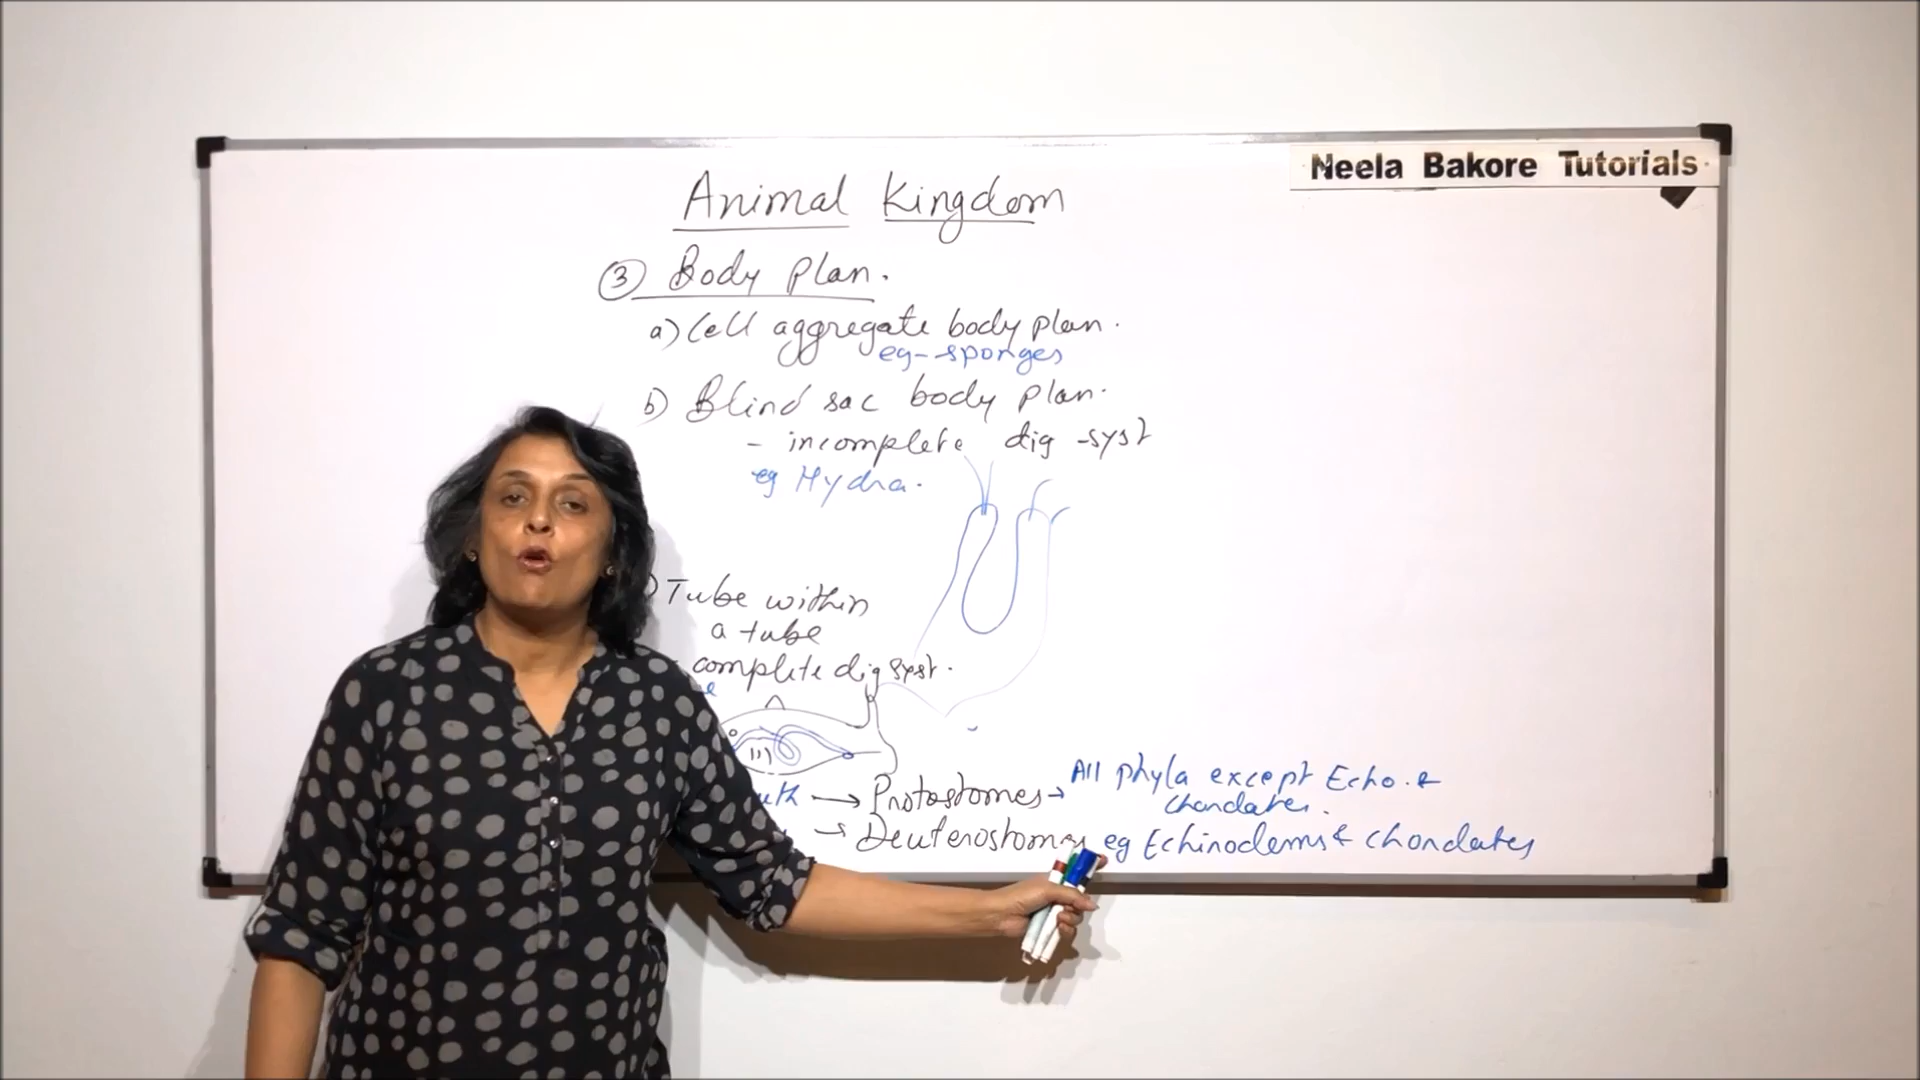 Neela Bakore Tutorials
Animal Kingdom
③ Body Plan.
a) Cell aggregate body plan.
eg - sponges
b) Blind sac body plan.
- incomplete dig syst
eg Hydra.
) Tube within
a tube
complete dig syst.
→ Protostomes → All phyla except Echo. &
Chordates.
→ Deuterostomes eg Echinoderms & Chordates